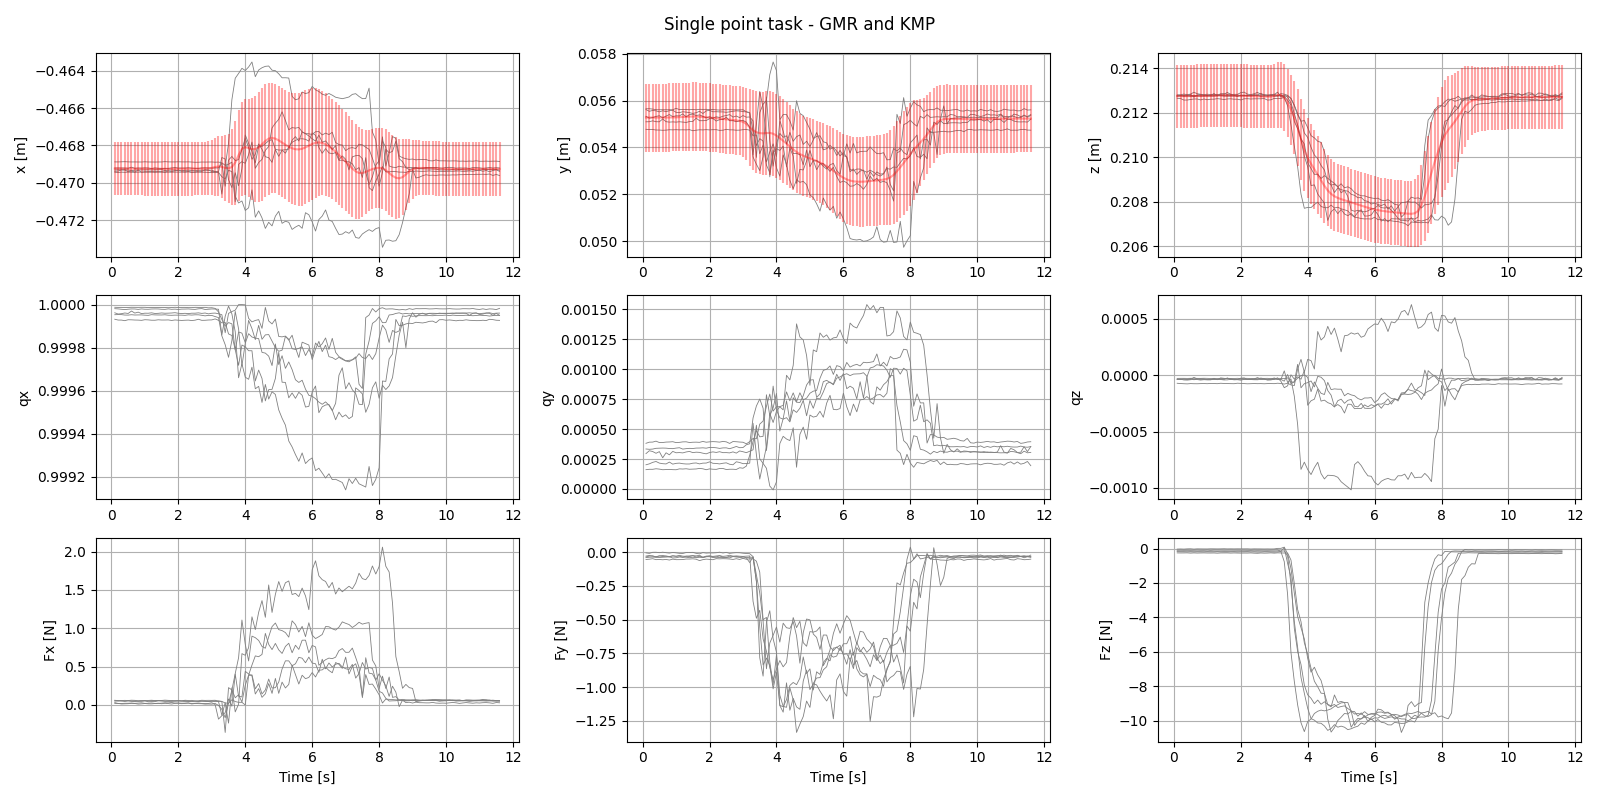 Single point task - GMR and KMP
x [m]
−0.464
−0.466
−0.468
−0.470
−0.472
0 2 4 6 8 10 12
y [m]
0.058
0.056
0.054
0.052
0.050
0 2 4 6 8 10 12
z [m]
0.214
0.212
0.210
0.208
0.206
0 2 4 6 8 10 12
qx
1.0000
0.9998
0.9996
0.9994
0.9992
0 2 4 6 8 10 12
qy
0.00150
0.00125
0.00100
0.00075
0.00050
0.00025
0.00000
0 2 4 6 8 10 12
qz
0.0005
0.0000
−0.0005
−0.0010
0 2 4 6 8 10 12
Fx [N]
2.0
1.5
1.0
0.5
0.0
0 2 4 6 8 10 12
Time [s]
Fy [N]
0.00
−0.25
−0.50
−0.75
−1.00
−1.25
0 2 4 6 8 10 12
Time [s]
Fz [N]
0
−2
−4
−6
−8
−10
0 2 4 6 8 10 12
Time [s]